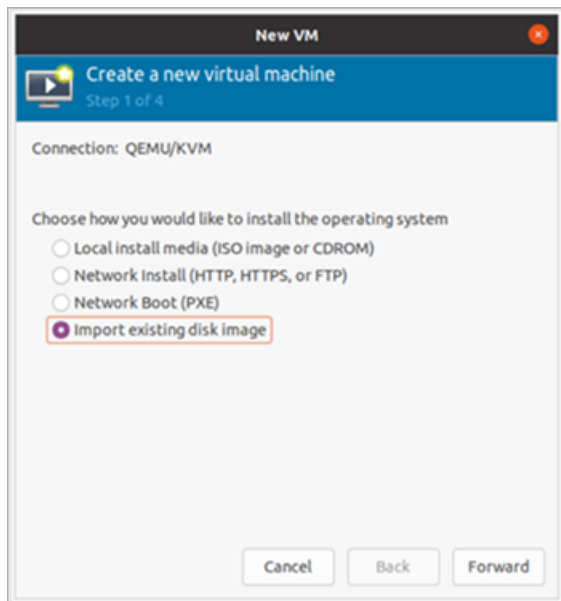 New VM
Create a new virtual machine
Step 1 of 4
Connection: QEMU/KVM
Choose how you would like to install the operating system
Local install media (ISO image or CDROM)
Network Install (HTTP, HTTPS, or FTP)
Network Boot (PXE)
Import existing disk image
Cancel Back Forward